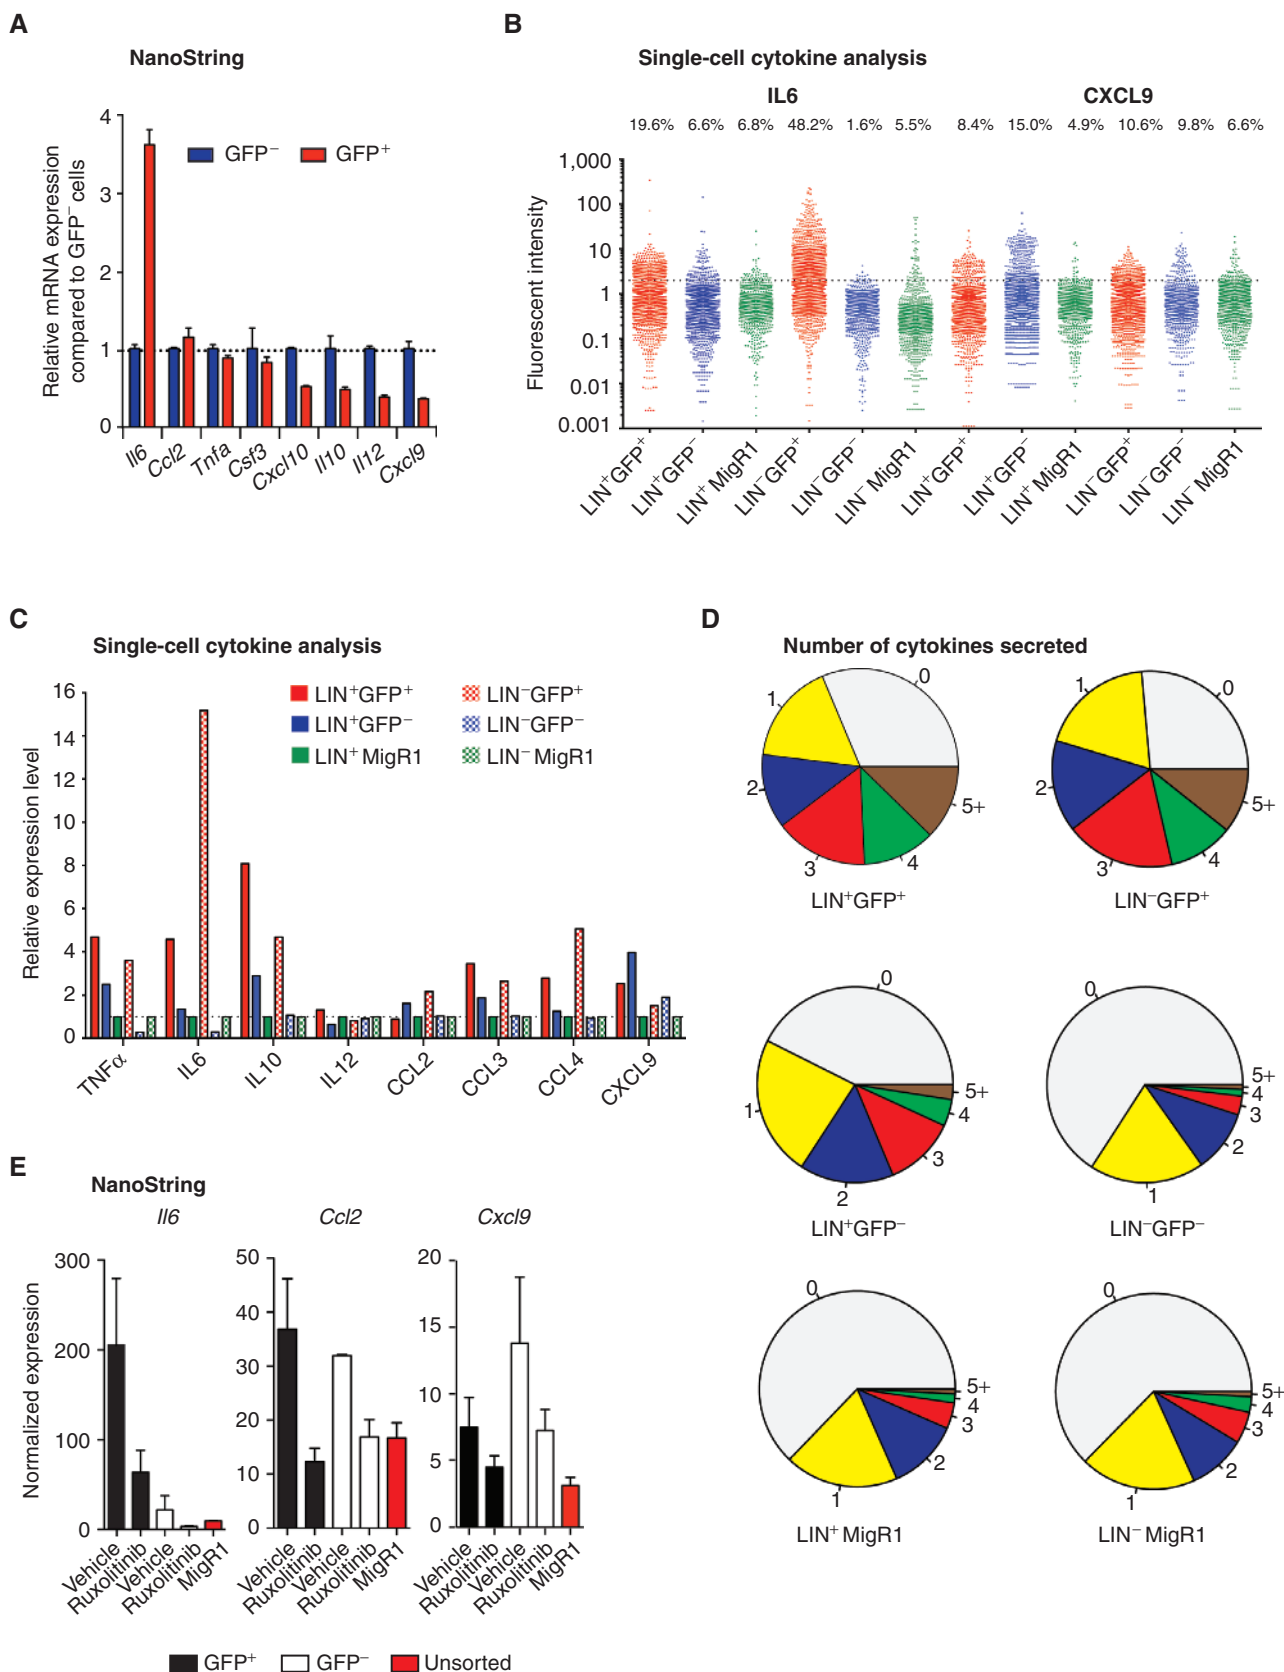 A
NanoString
Relative mRNA expression
compared to GFP⁻ cells
4
3
2
1
0
GFP⁻
GFP⁺
Il6
Ccl2
Tnfa
Csf3
Cxcl10
Il10
Il12
Cxcl9
B
Single-cell cytokine analysis
IL6
CXCL9
19.6% 6.6% 6.8% 48.2% 1.6% 5.5% 8.4% 15.0% 4.9% 10.6% 9.8% 6.6%
Fluorescent intensity
1,000
100
10
1
0.1
0.01
0.001
LIN⁺GFP⁺
LIN⁺GFP⁻
LIN⁺ MigR1
LIN⁻GFP⁺
LIN⁻GFP⁻
LIN⁻ MigR1
LIN⁺GFP⁺
LIN⁺GFP⁻
LIN⁺ MigR1
LIN⁻GFP⁺
LIN⁻GFP⁻
LIN⁻ MigR1
C
Single-cell cytokine analysis
Relative expression level
16
14
12
10
8
6
4
2
0
LIN⁺GFP⁺
LIN⁺GFP⁻
LIN⁺ MigR1
LIN⁻GFP⁺
LIN⁻GFP⁻
LIN⁻ MigR1
TNFα
IL6
IL10
IL12
CCL2
CCL3
CCL4
CXCL9
D
Number of cytokines secreted
0
1
2
3
4
5+
LIN⁺GFP⁺
0
1
2
3
4
5+
LIN⁻GFP⁺
0
1
2
3
4
5+
LIN⁺GFP⁻
0
1
2
3
4
5+
LIN⁻GFP⁻
0
1
2
3
4
5+
LIN⁺ MigR1
0
1
2
3
4
5+
LIN⁻ MigR1
E
NanoString
Normalized expression
Il6
300
200
100
0
Vehicle
Ruxolitinib
Vehicle
Ruxolitinib
MigR1
Ccl2
50
40
30
20
10
0
Vehicle
Ruxolitinib
Vehicle
Ruxolitinib
MigR1
Cxcl9
20
15
10
5
0
Vehicle
Ruxolitinib
Vehicle
Ruxolitinib
MigR1
GFP⁺
GFP⁻
Unsorted